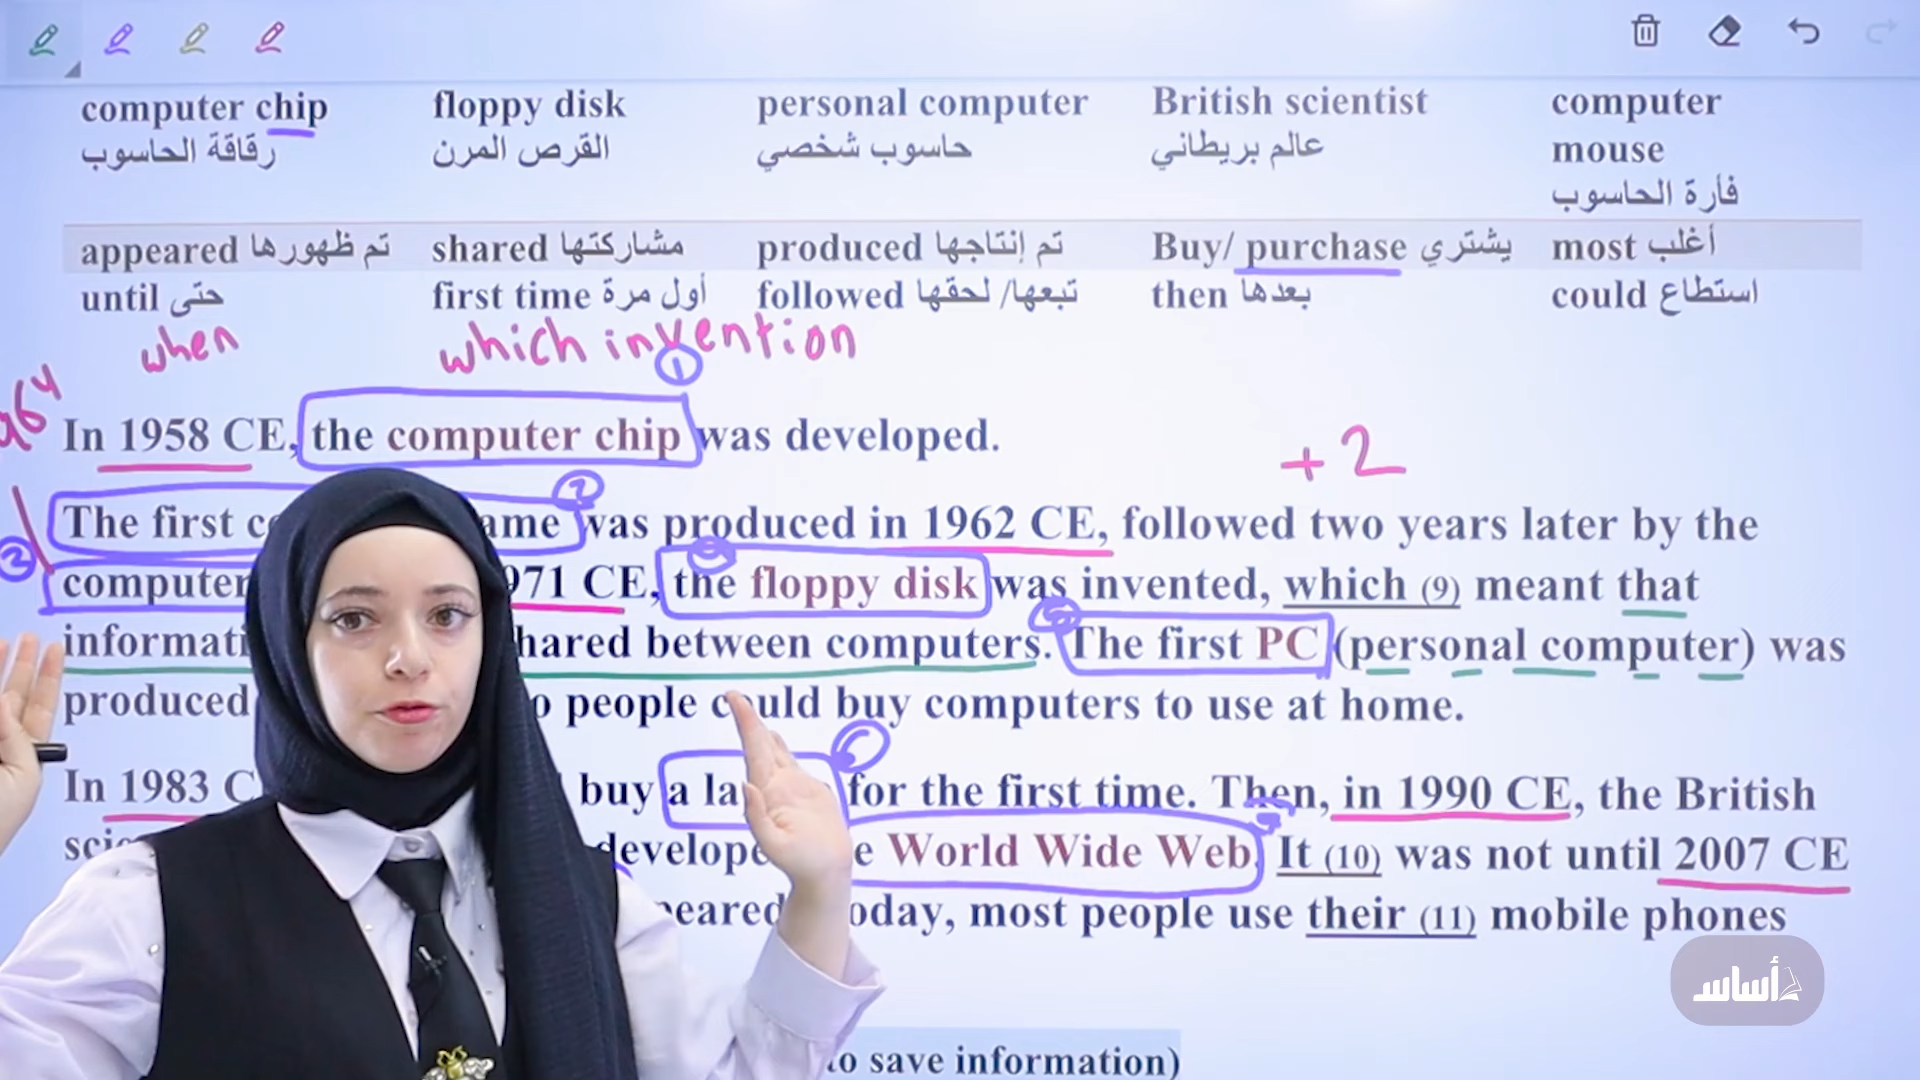 computer chip floppy disk personal computer British scientist computer
رقاقة الحاسوب القرص المرن حاسوب شخصي عالم بريطاني mouse
فأرة الحاسوب
appeared تم ظهورها shared مشاركتها produced تم إنتاجها Buy/ purchase يشتري most أغلب
until حتى first time أول مرة followed تبعها/ لحقها then بعدها could استطاع
when which invention
1
In 1958 CE, the computer chip was developed.
+2
2
The first ame was produced in 1962 CE, followed two years later by the
3
computer 971 CE, the floppy disk was invented, which (9) meant that
informati hared between computers. The first PC (personal computer) was
produced o people could buy computers to use at home.
In 1983 C buy a la for the first time. Then, in 1990 CE, the British
develope e World Wide Web. It (10) was not until 2007 CE
peared oday, most people use their (11) mobile phones
أساس
to save information)